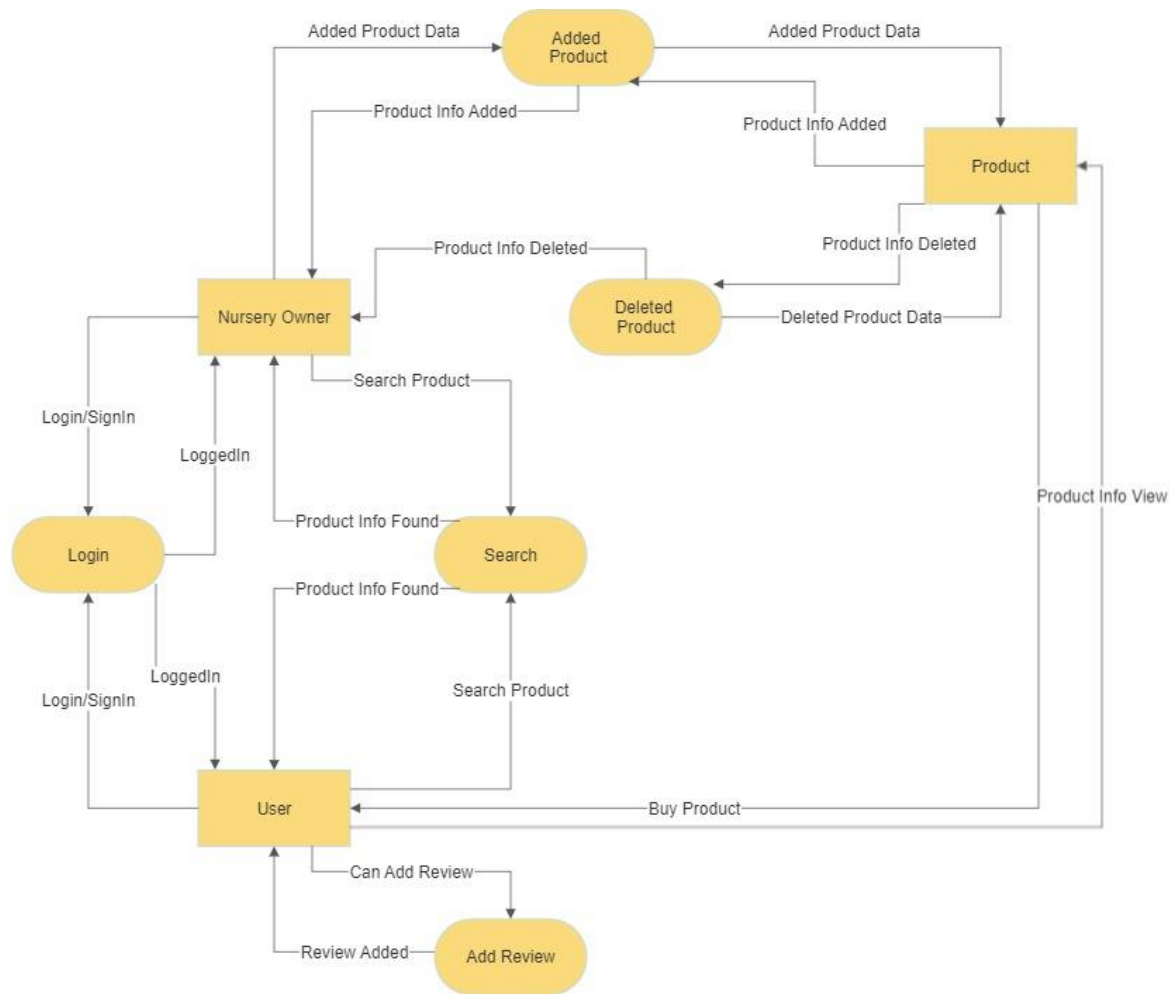 Added Product Data
Added
Product
Added Product Data
Product Info Added
Product Info Added
Product
Product Info Deleted
Product Info Deleted
Nursery Owner
Deleted
Product
Deleted Product Data
Search Product
Login/SignIn
LoggedIn
Product Info View
Product Info Found
Login
Search
Product Info Found
LoggedIn
Search Product
Login/SignIn
User
Buy Product
Can Add Review
Review Added
Add Review